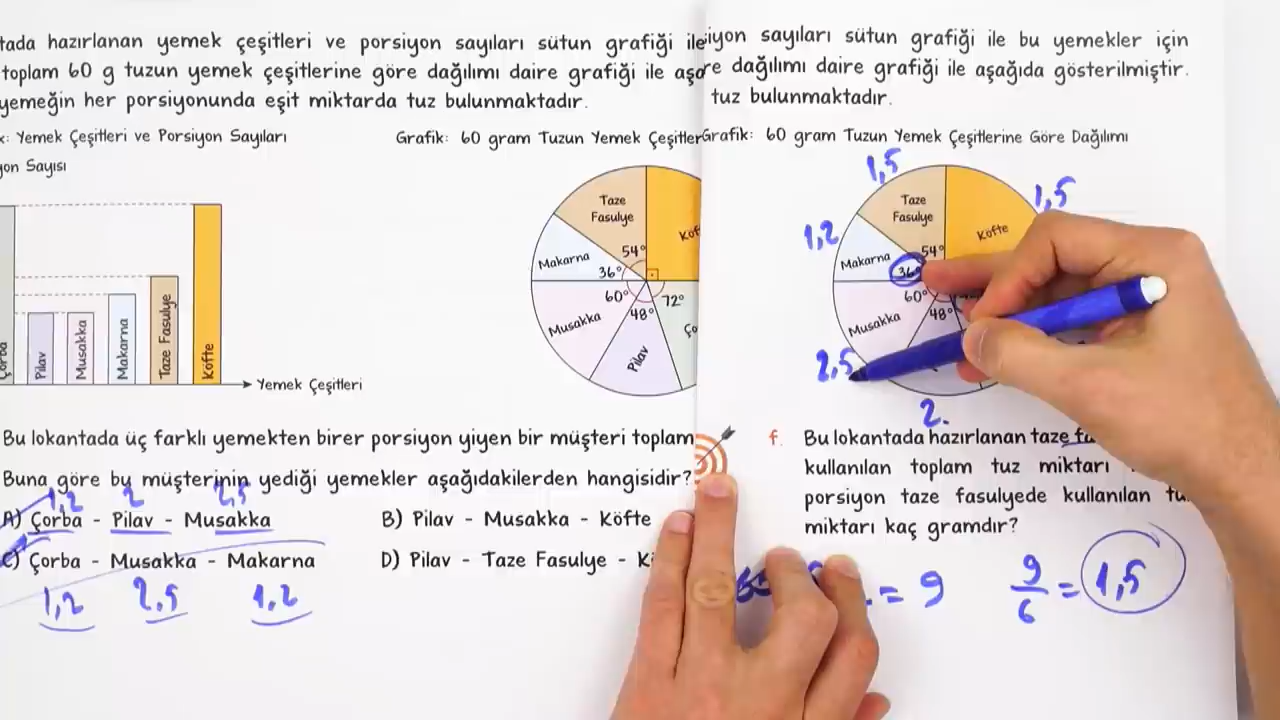 tada hazırlanan yemek çeşitleri ve porsiyon sayıları sütun grafiği ile
toplam 60 g tuzun yemek çeşitlerine göre dağılımı daire grafiği ile
yemeğin her porsiyonunda eşit miktarda tuz bulunmaktadır.
Yemek Çeşitleri ve Porsiyon Sayıları
Sayısı
Çorba
Pilav
Musakka
Makarna
Taze Fasulye
Köfte
Yemek Çeşitleri
Grafik: 60 gram Tuzun Yemek Çeşitler
Taze
Fasulye
54°
Makarna
36°
60°
72°
Musakka
48°
Pilav
Bu lokantada üç farklı yemekten birer porsiyon yiyen bir müşteri toplam
Buna göre bu müşterinin yediği yemekler aşağıdakilerden hangisidir?
1,2 2 2,5
A) Çorba - Pilav - Musakka
B) Pilav - Musakka - Köfte
C) Çorba - Musakka - Makarna
D) Pilav - Taze Fasulye -
1,2 2,5 1,2
sayıları sütun grafiği ile bu yemekler için
dağılımı daire grafiği ile aşağıda gösterilmiştir.
tuz bulunmaktadır.
Grafik: 60 gram Tuzun Yemek Çeşitlerine Göre Dağılımı
1,5
1,5
Taze
Fasulye
Köfte
1,2
54°
Makarna
36°
60°
48°
Musakka
2,5
2.
f. Bu lokantada hazırlanan taze
kullanılan toplam tuz miktarı
porsiyon taze fasulyede kullanılan
miktarı kaç gramdır?
= 9
9/6 = 1,5